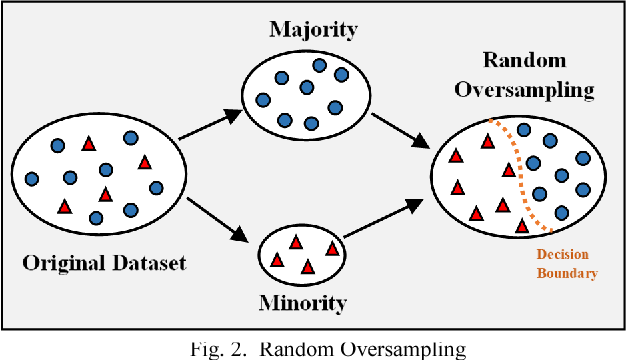 Majority
Random
Oversampling
Original Dataset
Decision
Boundary
Minority
Fig. 2. Random Oversampling